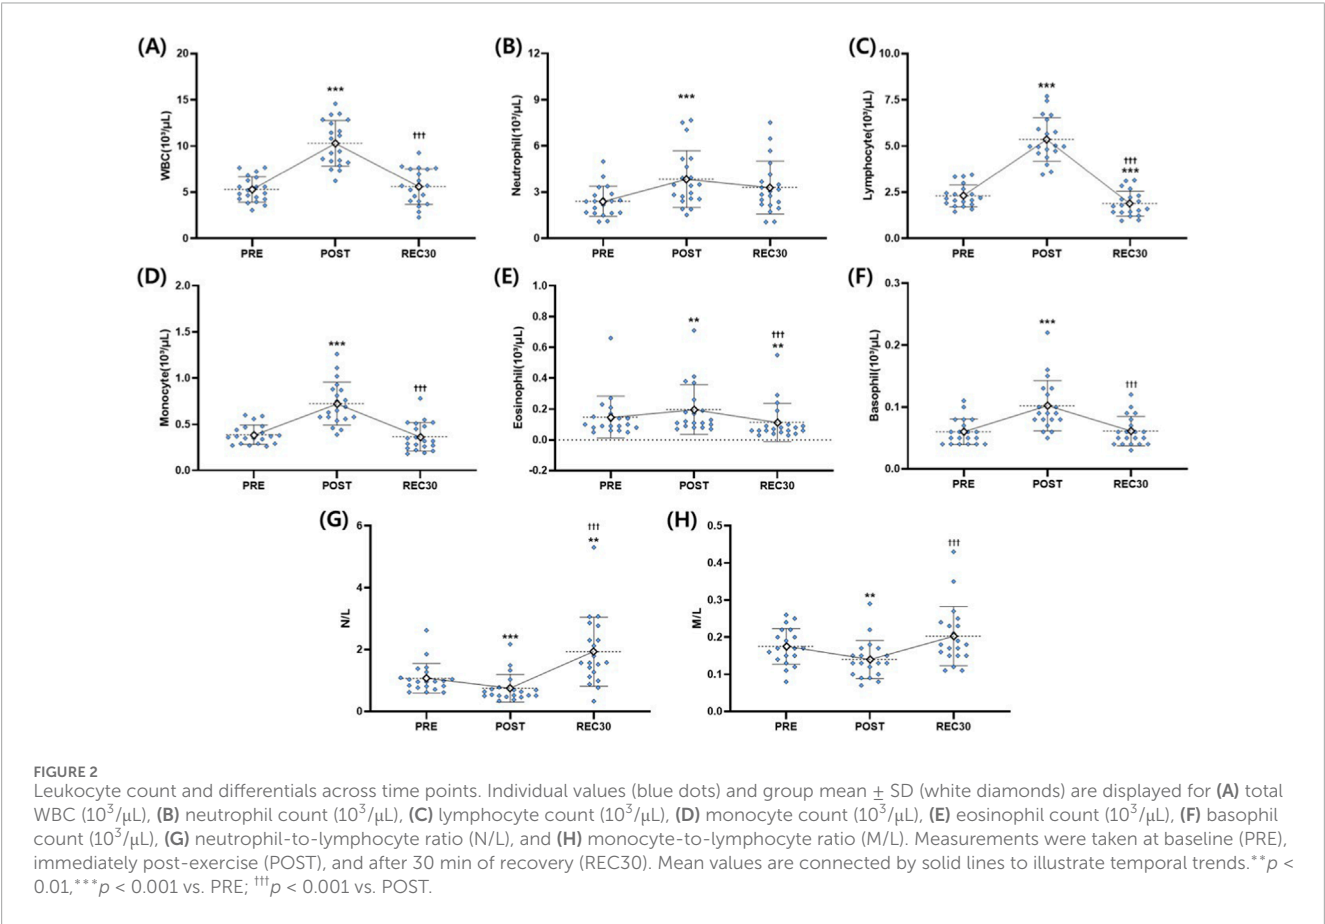 (A)
20
15
10
5
0
WBC(10³/μL)
***
†††
PRE POST REC30
(B)
12
9
6
3
0
Neutrophil(10³/μL)
***
PRE POST REC30
(C)
10.0
7.5
5.0
2.5
0.0
Lymphocyte(10³/μL)
***
†††
***
PRE POST REC30
(D)
2.0
1.5
1.0
0.5
0.0
Monocyte(10³/μL)
***
†††
PRE POST REC30
(E)
1.0
0.8
0.6
0.4
0.2
0.0
-0.2
Eosinophil(10³/μL)
**
†††
**
PRE POST REC30
(F)
0.3
0.2
0.1
0.0
Basophil(10³/μL)
***
†††
PRE POST REC30
(G)
6
4
2
0
N/L
***
†††
**
PRE POST REC30
(H)
0.5
0.4
0.3
0.2
0.1
0.0
M/L
**
†††
PRE POST REC30
FIGURE 2
Leukocyte count and differentials across time points. Individual values (blue dots) and group mean ± SD (white diamonds) are displayed for (A) total
WBC (10³/μL), (B) neutrophil count (10³/μL), (C) lymphocyte count (10³/μL), (D) monocyte count (10³/μL), (E) eosinophil count (10³/μL), (F) basophil
count (10³/μL), (G) neutrophil-to-lymphocyte ratio (N/L), and (H) monocyte-to-lymphocyte ratio (M/L). Measurements were taken at baseline (PRE),
immediately post-exercise (POST), and after 30 min of recovery (REC30). Mean values are connected by solid lines to illustrate temporal trends.**p <
0.01,***p < 0.001 vs. PRE; †††p < 0.001 vs. POST.